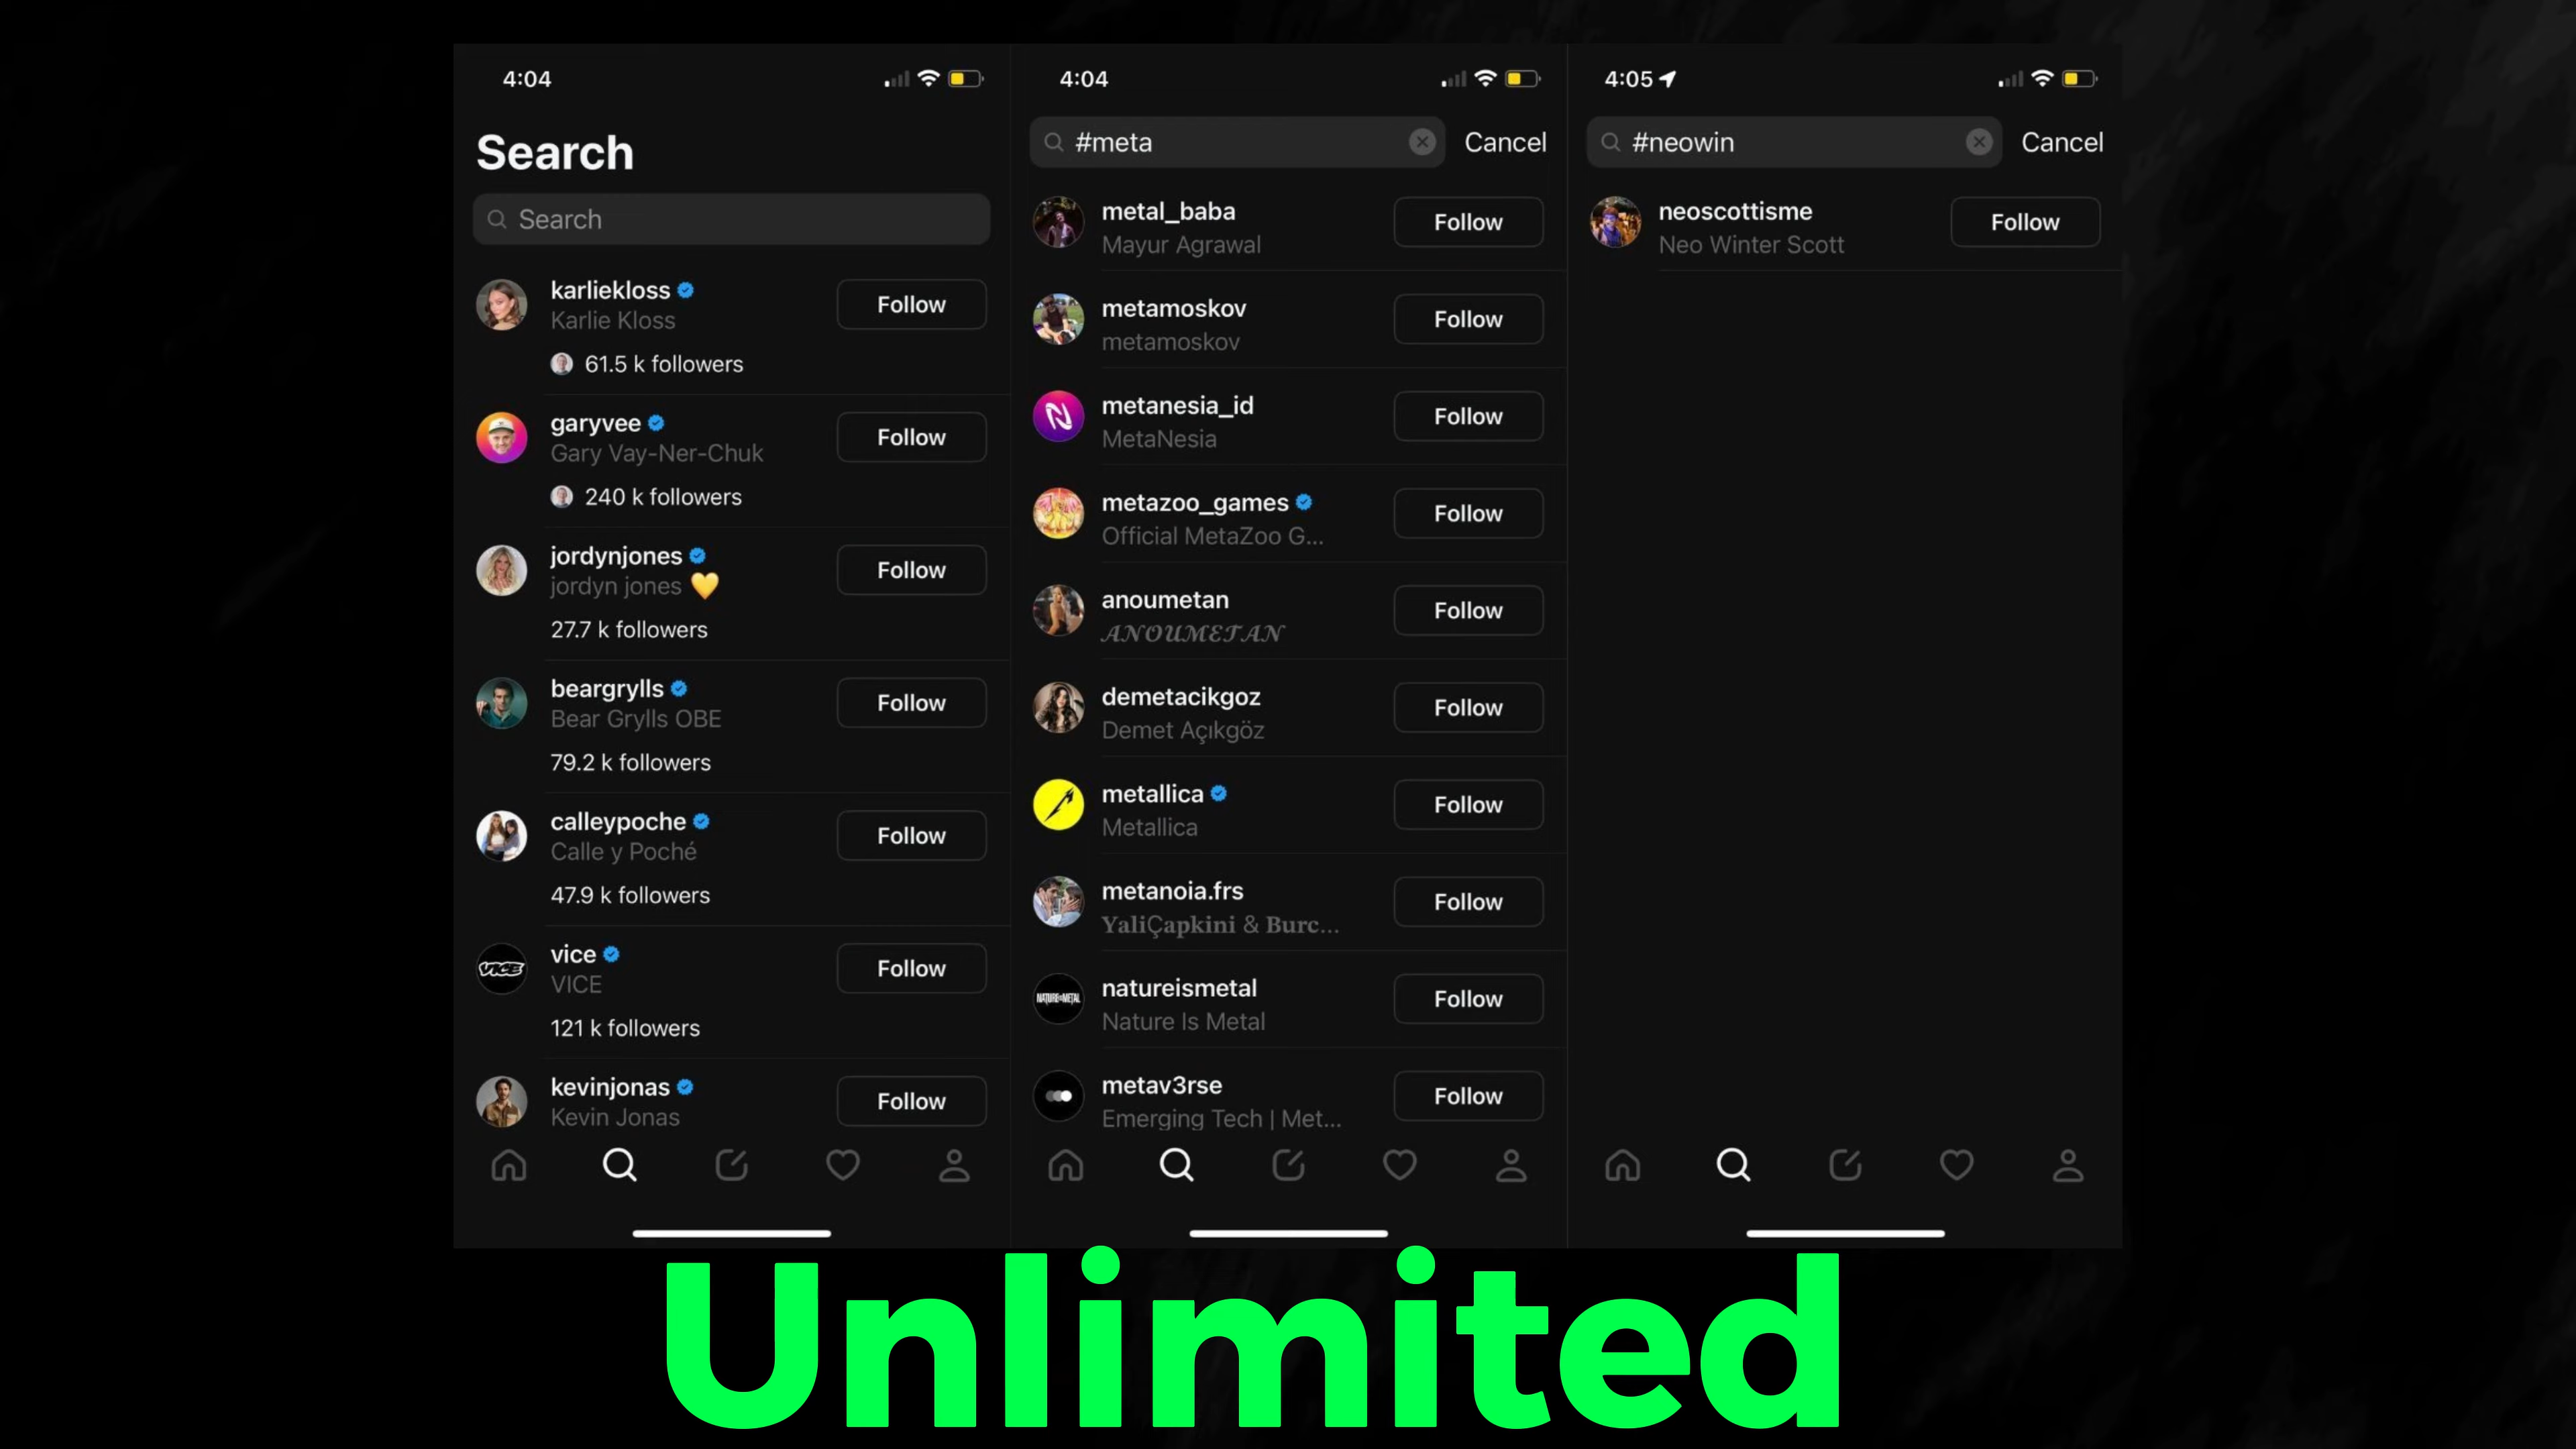 4:04
Search
Search
karliekloss
Karlie Kloss
Follow
61.5 k followers
garyvee
Gary Vay-Ner-Chuk
Follow
240 k followers
jordynjones
jordyn jones 💛
Follow
27.7 k followers
beargrylls
Bear Grylls OBE
Follow
79.2 k followers
calleypoche
Calle y Poché
Follow
47.9 k followers
VICE
vice
VICE
Follow
121 k followers
kevinjonas
Kevin Jonas
Follow
4:04
#meta
Cancel
metal_baba
Mayur Agrawal
Follow
metamoskov
metamoskov
Follow
metanesia_id
MetaNesia
Follow
metazoo_games
Official MetaZoo G...
Follow
anoumetan
𝓐𝓝𝓞𝓤𝓜𝓔𝓣𝓐𝓝
Follow
demetacikgoz
Demet Açıkgöz
Follow
metallica
Metallica
Follow
metanoia.frs
𝐘𝐚𝐥𝐢Ç𝐚𝐩𝐤𝐢𝐧𝐢 & 𝐁𝐮𝐫𝐜...
Follow
NATURE IS METAL
natureismetal
Nature Is Metal
Follow
metav3rse
Emerging Tech | Met...
Follow
4:05
#neowin
Cancel
neoscottisme
Neo Winter Scott
Follow
Unlimited